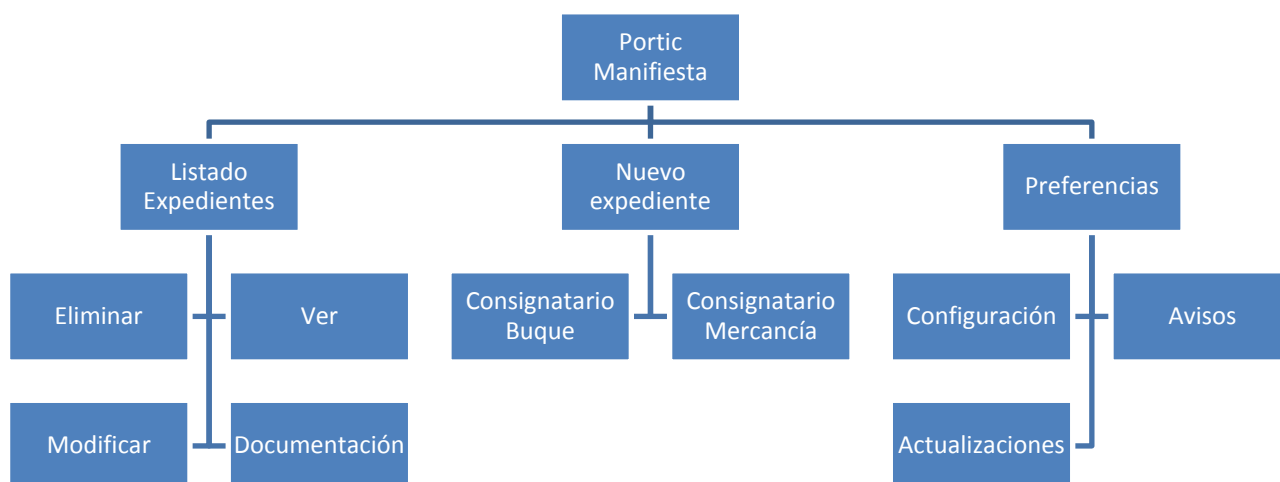 Portic
Manifiesta
Listado
Expedientes
Nuevo
expediente
Preferencias
Eliminar
Ver
Consignatario
Buque
Consignatario
Mercancía
Configuración
Avisos
Modificar
Documentación
Actualizaciones